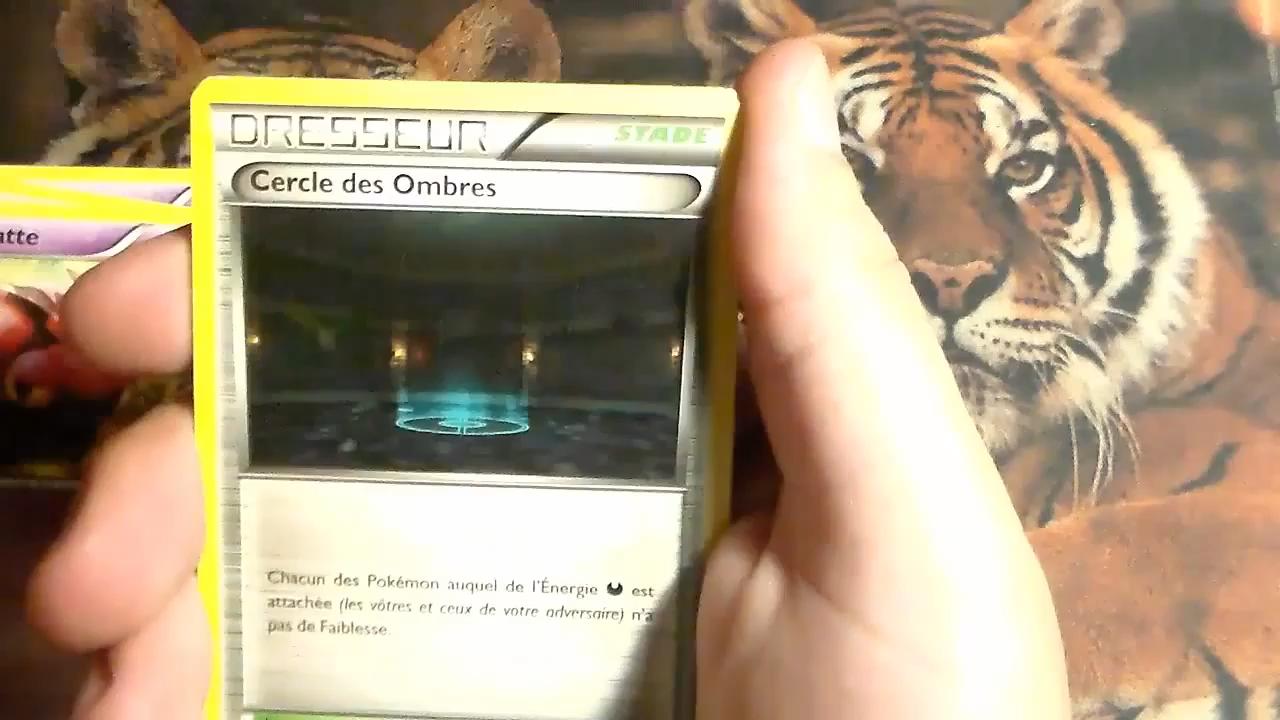 DRESSEUR STADE
Cercle des Ombres
atte
Chacun des Pokémon auquel de l'Énergie est
attachée (les vôtres et ceux de votre adversaire) n'a
pas de Faiblesse.